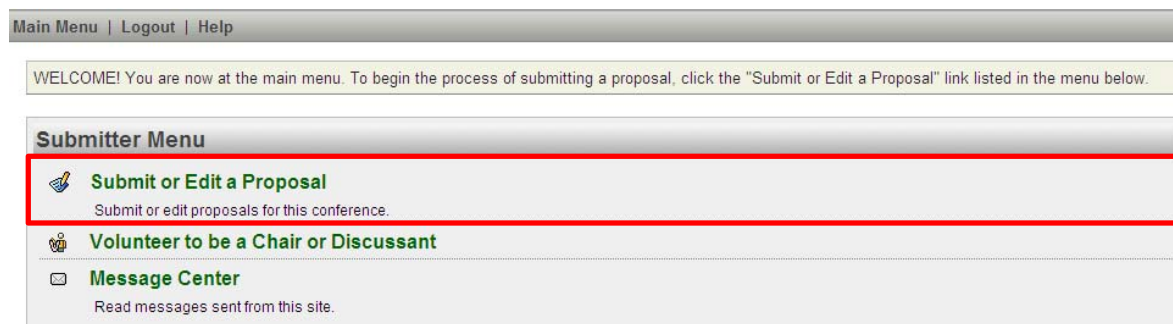 Main Menu | Logout | Help
WELCOME! You are now at the main menu. To begin the process of submitting a proposal, click the "Submit or Edit a Proposal" link listed in the menu below.
Submitter Menu
Submit or Edit a Proposal
Submit or edit proposals for this conference.
Volunteer to be a Chair or Discussant
Message Center
Read messages sent from this site.